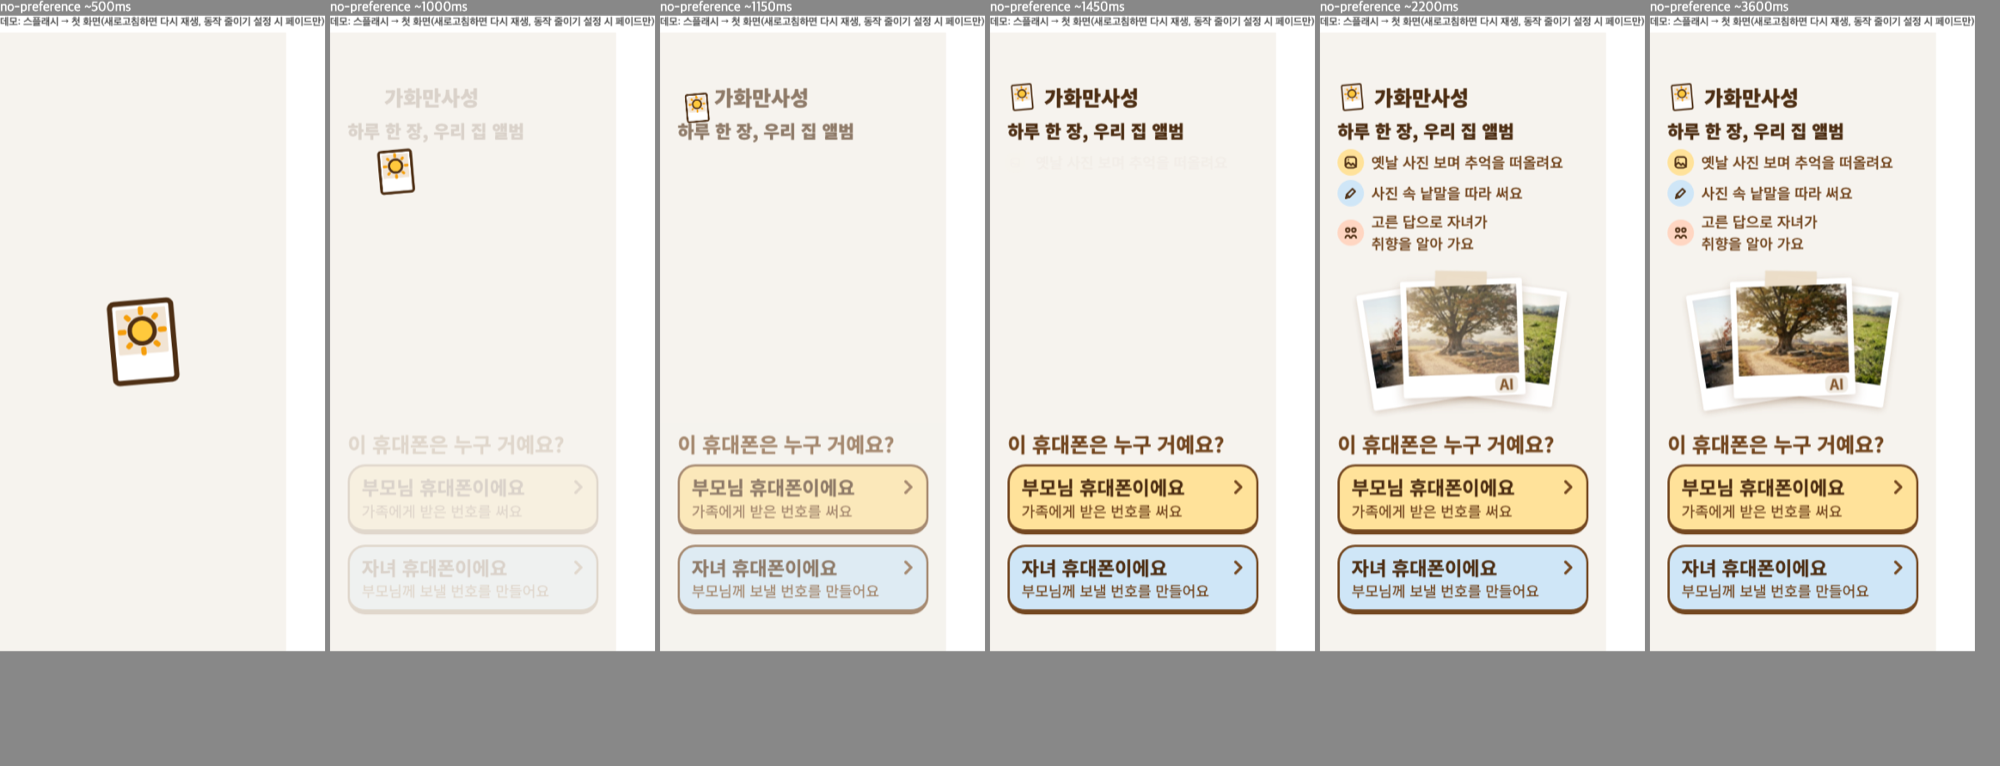 no-preference ~500ms
데모: 스플래시 → 첫 화면(새로고침하면 다시 재생, 동작 줄이기 설정 시 페이드만)
no-preference ~1000ms
데모: 스플래시 → 첫 화면(새로고침하면 다시 재생, 동작 줄이기 설정 시 페이드만)
가화만사성
하루 한 장, 우리 집 앨범
이 휴대폰은 누구 거예요?
부모님 휴대폰이에요
가족에게 받은 번호를 써요
자녀 휴대폰이에요
부모님께 보낼 번호를 만들어요
no-preference ~1150ms
데모: 스플래시 → 첫 화면(새로고침하면 다시 재생, 동작 줄이기 설정 시 페이드만)
가화만사성
하루 한 장, 우리 집 앨범
이 휴대폰은 누구 거예요?
부모님 휴대폰이에요
가족에게 받은 번호를 써요
자녀 휴대폰이에요
부모님께 보낼 번호를 만들어요
no-preference ~1450ms
데모: 스플래시 → 첫 화면(새로고침하면 다시 재생, 동작 줄이기 설정 시 페이드만)
가화만사성
하루 한 장, 우리 집 앨범
옛날 사진 보며 추억을 떠올려요
이 휴대폰은 누구 거예요?
부모님 휴대폰이에요
가족에게 받은 번호를 써요
자녀 휴대폰이에요
부모님께 보낼 번호를 만들어요
no-preference ~2200ms
데모: 스플래시 → 첫 화면(새로고침하면 다시 재생, 동작 줄이기 설정 시 페이드만)
가화만사성
하루 한 장, 우리 집 앨범
옛날 사진 보며 추억을 떠올려요
사진 속 낱말을 따라 써요
고른 답으로 자녀가
취향을 알아 가요
AI
이 휴대폰은 누구 거예요?
부모님 휴대폰이에요
가족에게 받은 번호를 써요
자녀 휴대폰이에요
부모님께 보낼 번호를 만들어요
no-preference ~3600ms
데모: 스플래시 → 첫 화면(새로고침하면 다시 재생, 동작 줄이기 설정 시 페이드만)
가화만사성
하루 한 장, 우리 집 앨범
옛날 사진 보며 추억을 떠올려요
사진 속 낱말을 따라 써요
고른 답으로 자녀가
취향을 알아 가요
AI
이 휴대폰은 누구 거예요?
부모님 휴대폰이에요
가족에게 받은 번호를 써요
자녀 휴대폰이에요
부모님께 보낼 번호를 만들어요